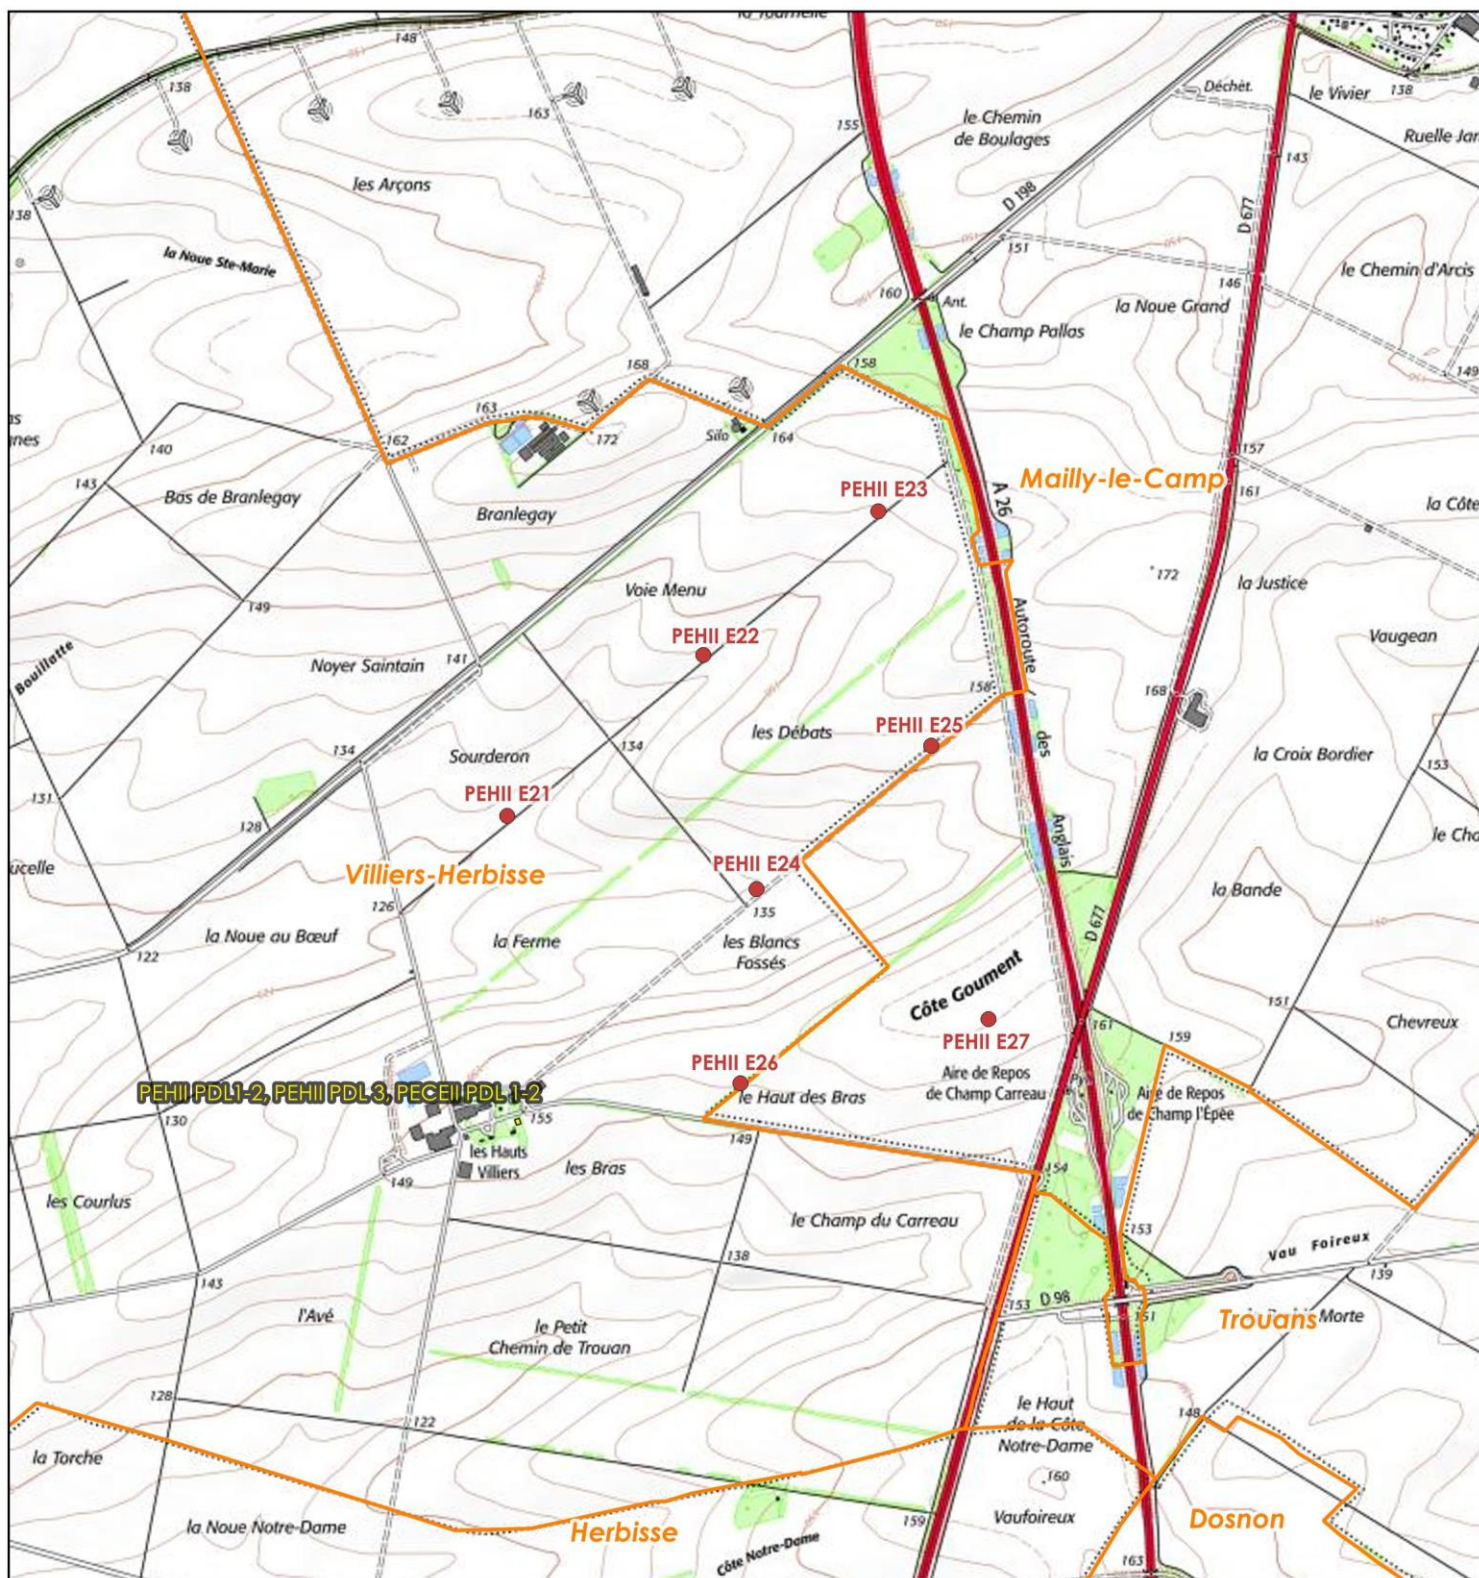 148
138
163
155
le Chemin
de Boulages
Déchèt.
le Vivier
138
les Arçons
D 198
143
138
D 677
la Noue Ste-Marie
151
le Chemin d'Arcis
160
Ant.
146
la Noue Grand
le Champ Pallas
168
158
149
163
172
Silo
164
162
140
157
Mailly-le-Camp
143
Bas de Branlegay
Branlegay
PEHII E23
A 26
161
la Côte
Voie Menu
172
la Justice
149
Autoroute
PEHII E22
Vaugean
Bouillatte
Noyer Saintain
141
158
168
PEHII E25
des
134
134
Sourderon
les Débats
la Croix Bordier
153
131
PEHII E21
128
Anglais
PEHII E24
Villiers-Herbisse
135
la Bande
126
la Noue au Bœuf
la Ferme
les Blancs
Fossés
D 677
122
Côte Goument
151
Chevreux
161
159
PEHII E27
PEHII E26
Aire de Repos
de Champ Carreau
Aire de Repos
de Champ l'Épée
PEHII PDL1-2, PEHII PDL 3, PECEII PDL 1-2
le Haut des Bras
130
155
149
les Hauts
Villiers
les Bras
154
149
les Courlus
le Champ du Carreau
153
Vau Foireux
138
143
139
153
D 98
l'Avé
151
Trouans
Morte
le Petit
Chemin de Trouan
128
122
le Haut
de la Côte
Notre-Dame
148
la Torche
160
la Noue Notre-Dame
Herbisse
159
Vaufoireux
Dosnon
Côte Notre-Dame
163